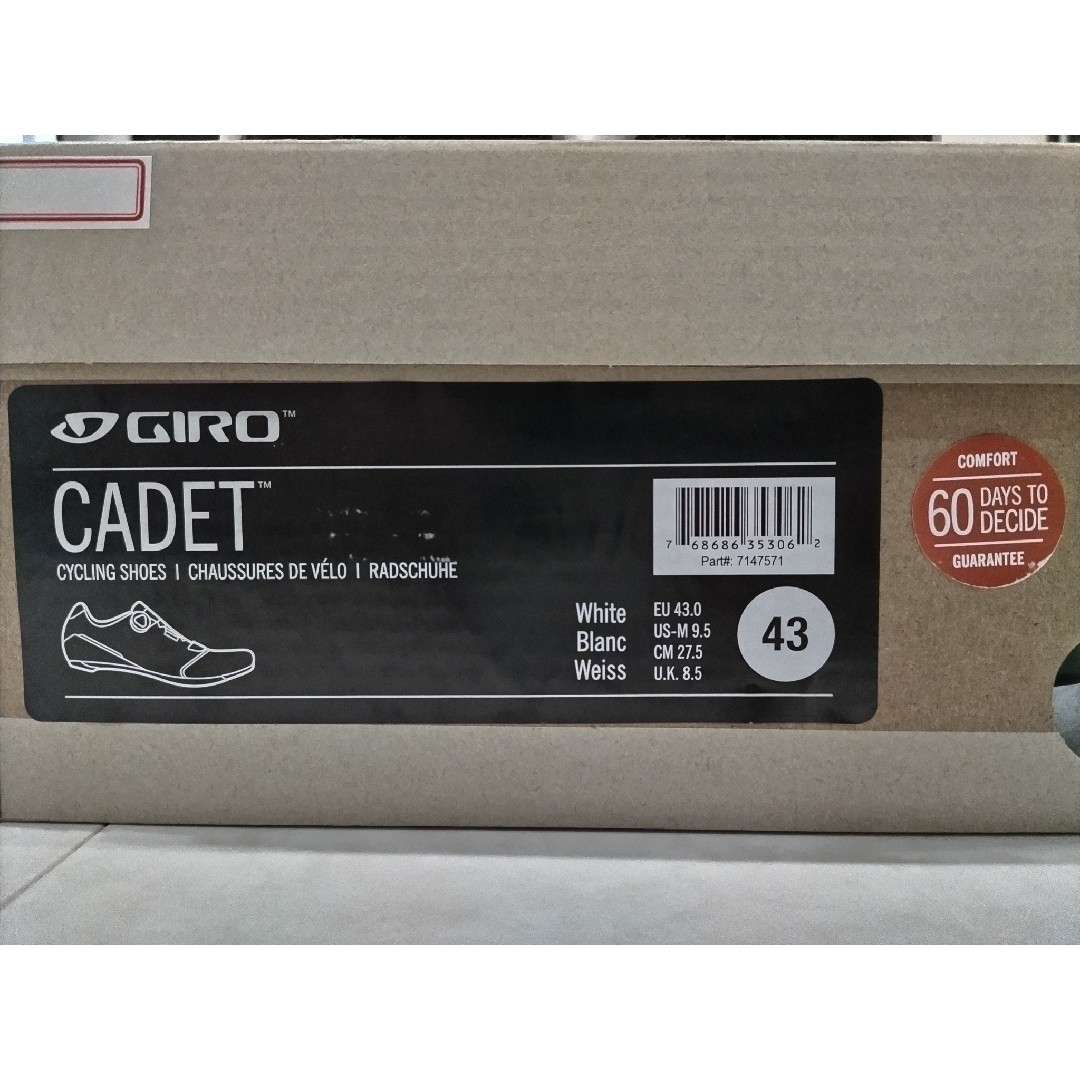 GIRO™
CADET™
CYCLING SHOES | CHAUSSURES DE VÉLO | RADSCHUHE
7 68686 35306 2
Part#: 7147571
White
Blanc
Weiss
EU 43.0
US-M 9.5
CM 27.5
U.K. 8.5
43
COMFORT
60 DAYS TO DECIDE
GUARANTEE